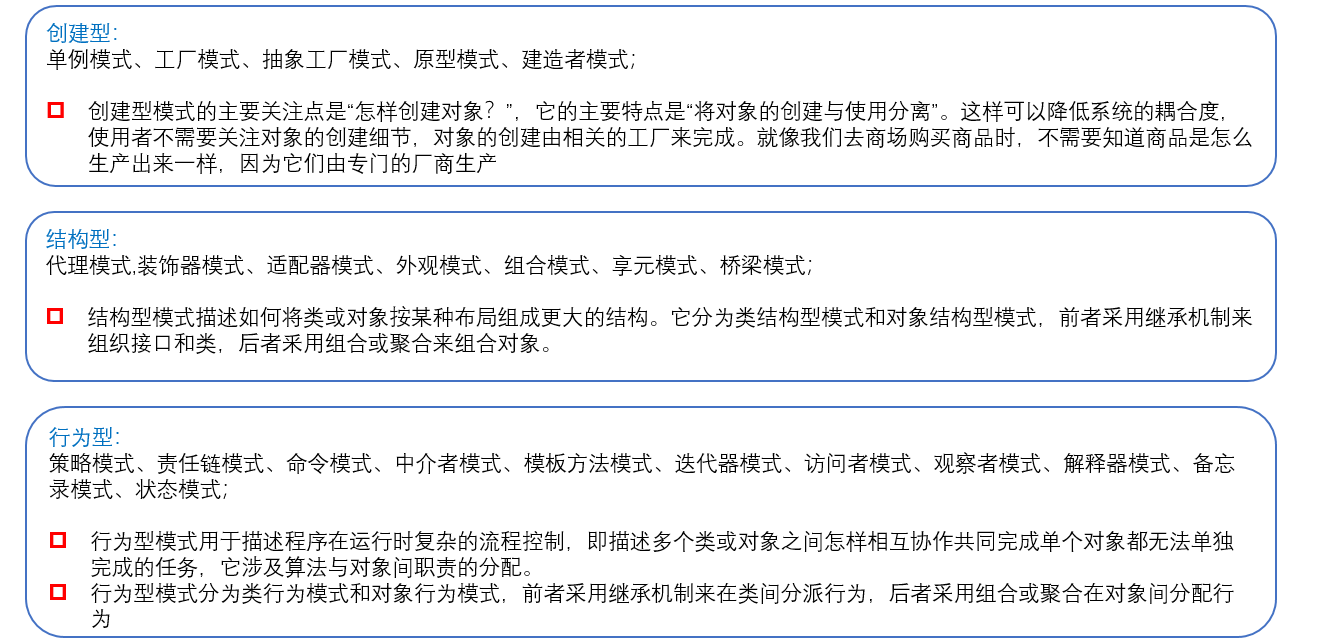 创建型：
单例模式、工厂模式、抽象工厂模式、原型模式、建造者模式；
创建型模式的主要关注点是“怎样创建对象？”，它的主要特点是“将对象的创建与使用分离”。这样可以降低系统的耦合度，
使用者不需要关注对象的创建细节，对象的创建由相关的工厂来完成。就像我们去商场购买商品时，不需要知道商品是怎么
生产出来一样，因为它们由专门的厂商生产
结构型：
代理模式,装饰器模式、适配器模式、外观模式、组合模式、享元模式、桥梁模式；
结构型模式描述如何将类或对象按某种布局组成更大的结构。它分为类结构型模式和对象结构型模式，前者采用继承机制来
组织接口和类，后者采用组合或聚合来组合对象。
行为型：
策略模式、责任链模式、命令模式、中介者模式、模板方法模式、迭代器模式、访问者模式、观察者模式、解释器模式、备忘
录模式、状态模式；
行为型模式用于描述程序在运行时复杂的流程控制，即描述多个类或对象之间怎样相互协作共同完成单个对象都无法单独
完成的任务，它涉及算法与对象间职责的分配。
行为型模式分为类行为模式和对象行为模式，前者采用继承机制来在类间分派行为，后者采用组合或聚合在对象间分配行
为